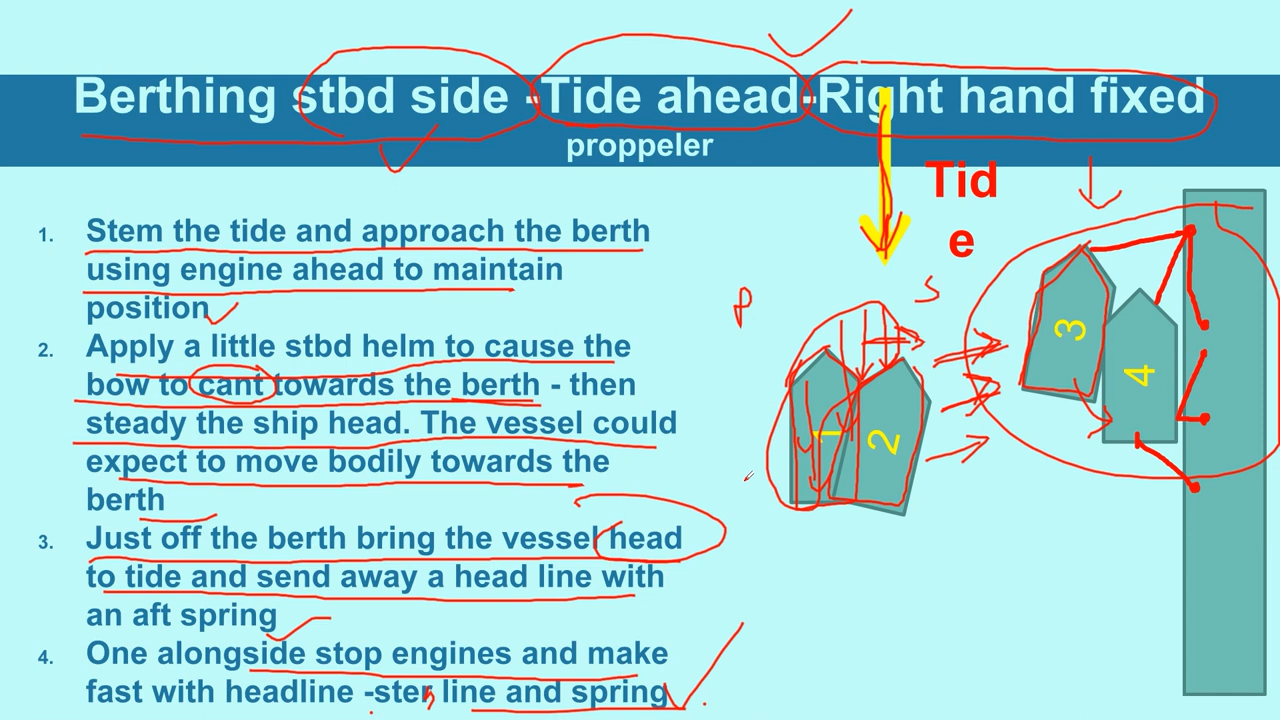 Berthing stbd side -Tide ahead-Right hand fixed
proppeler
Tid
e
1. Stem the tide and approach the berth
using engine ahead to maintain
position
2. Apply a little stbd helm to cause the
bow to cant towards the berth - then
steady the ship head. The vessel could
expect to move bodily towards the
berth
3. Just off the berth bring the vessel head
to tide and send away a head line with
an aft spring
4. One alongside stop engines and make
fast with headline -ster line and spring
P
S
1
2
3
4